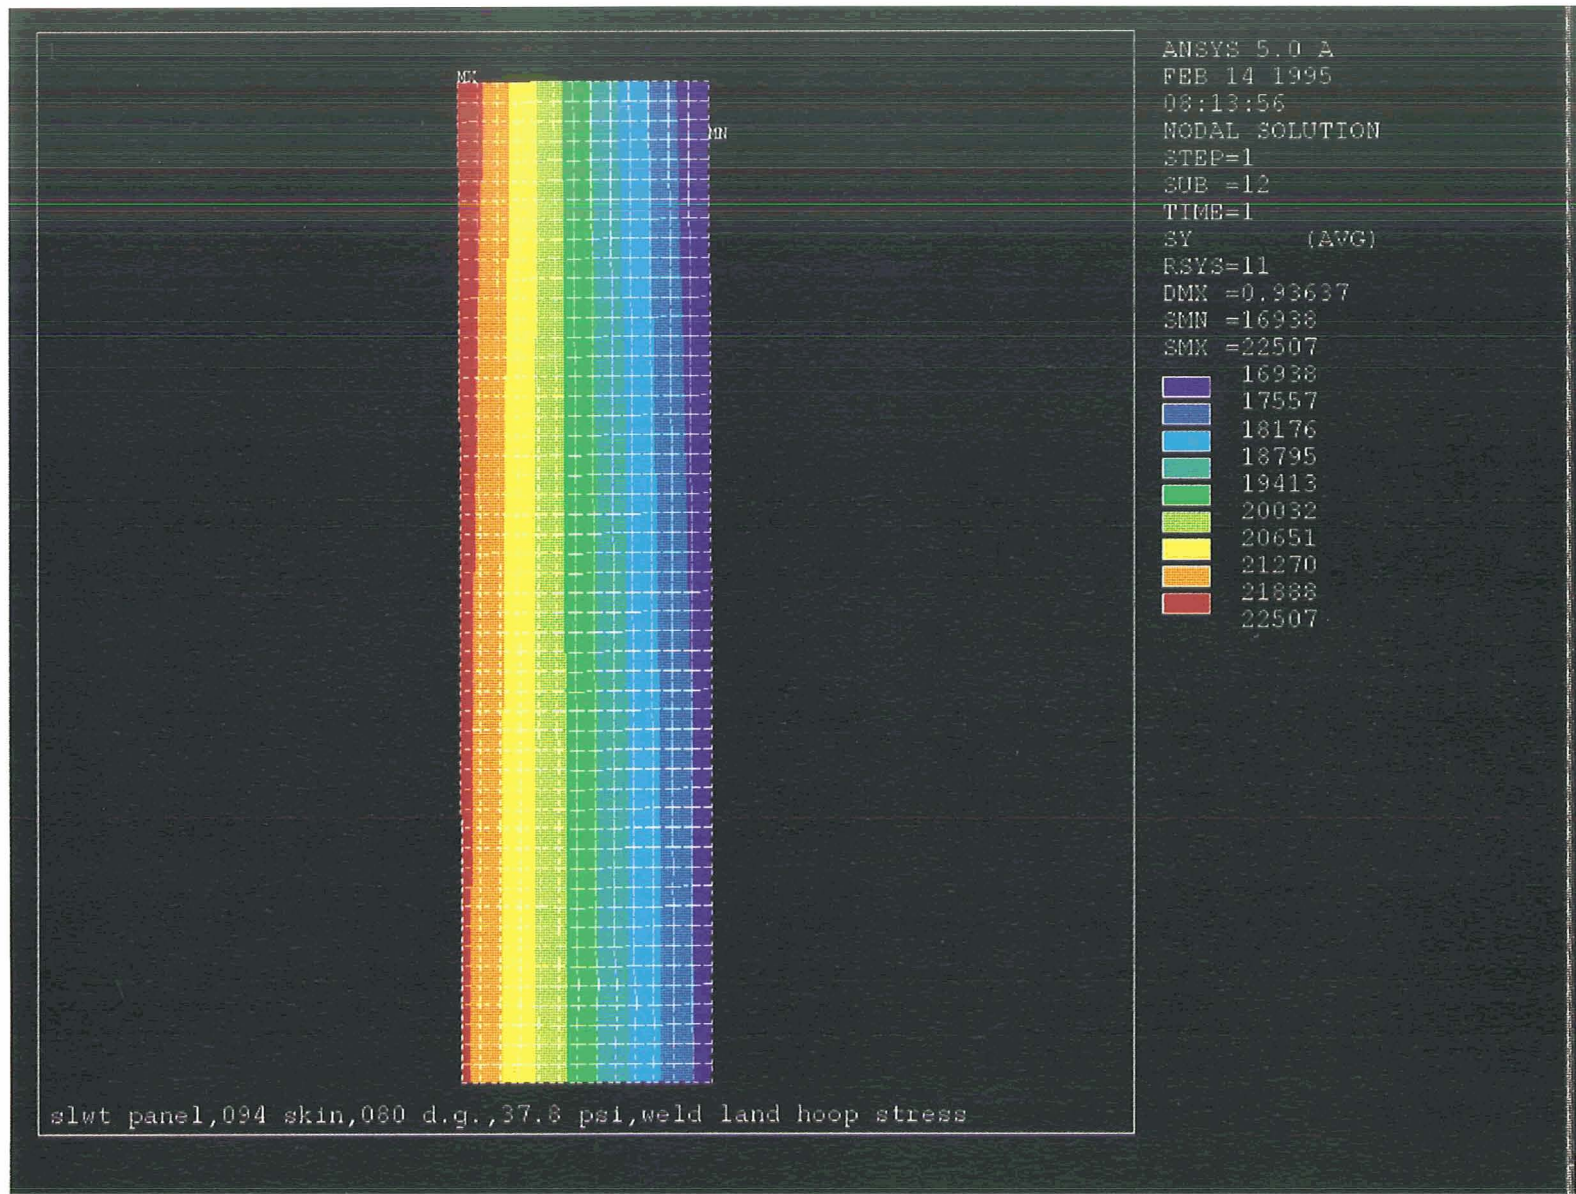 1
MX
MN
ANSYS 5.0 A
FEB 14 1995
08:13:56
NODAL SOLUTION
STEP=1
SUB =12
TIME=1
SY (AVG)
RSYS=11
DMX =0.93637
SMN =16938
SMX =22507
16938
17557
18176
18795
19413
20032
20651
21270
21888
22507
slwt panel,094 skin,080 d.g.,37.8 psi,weld land hoop stress